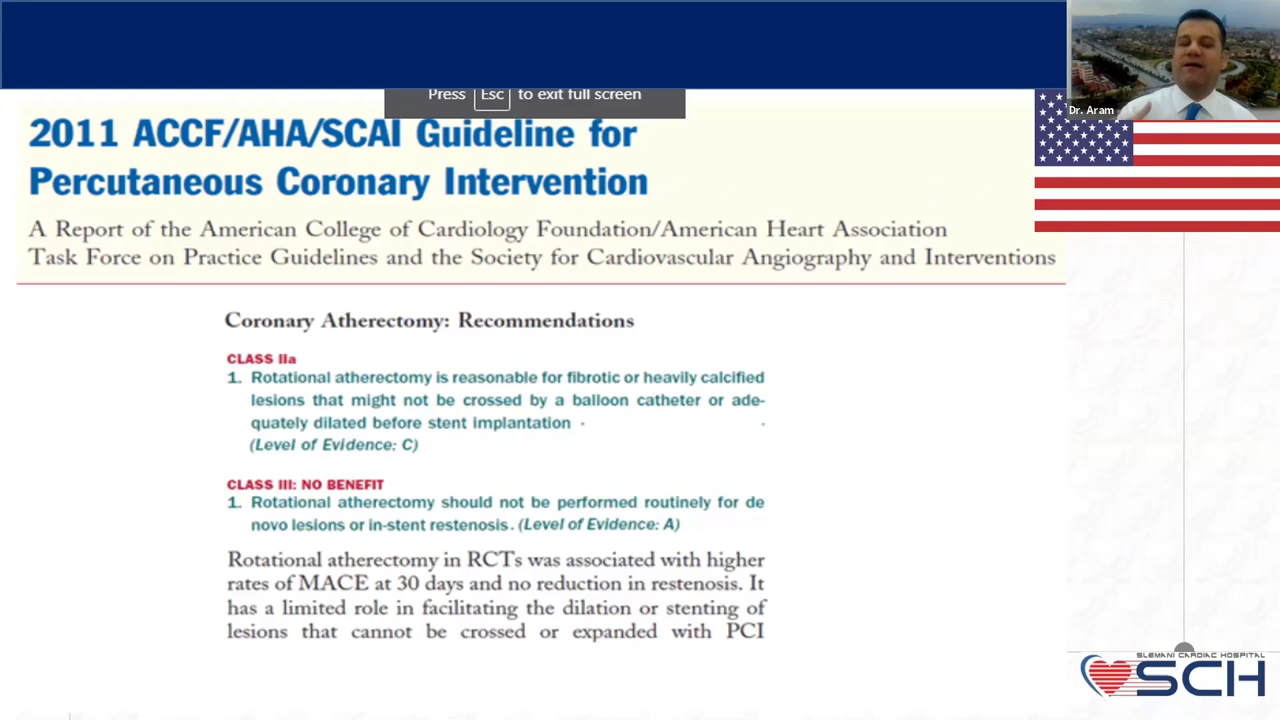 Press Esc to exit full screen
Dr. Aram
2011 ACCF/AHA/SCAI Guideline for
Percutaneous Coronary Intervention
A Report of the American College of Cardiology Foundation/American Heart Association
Task Force on Practice Guidelines and the Society for Cardiovascular Angiography and Interventions
Coronary Atherectomy: Recommendations
CLASS IIa
1. Rotational atherectomy is reasonable for fibrotic or heavily calcified
lesions that might not be crossed by a balloon catheter or ade-
quately dilated before stent implantation
(Level of Evidence: C)
CLASS III: NO BENEFIT
1. Rotational atherectomy should not be performed routinely for de
novo lesions or in-stent restenosis. (Level of Evidence: A)
Rotational atherectomy in RCTs was associated with higher
rates of MACE at 30 days and no reduction in restenosis. It
has a limited role in facilitating the dilation or stenting of
lesions that cannot be crossed or expanded with PCI
SLEMANI CARDIAC HOSPITAL
SCH